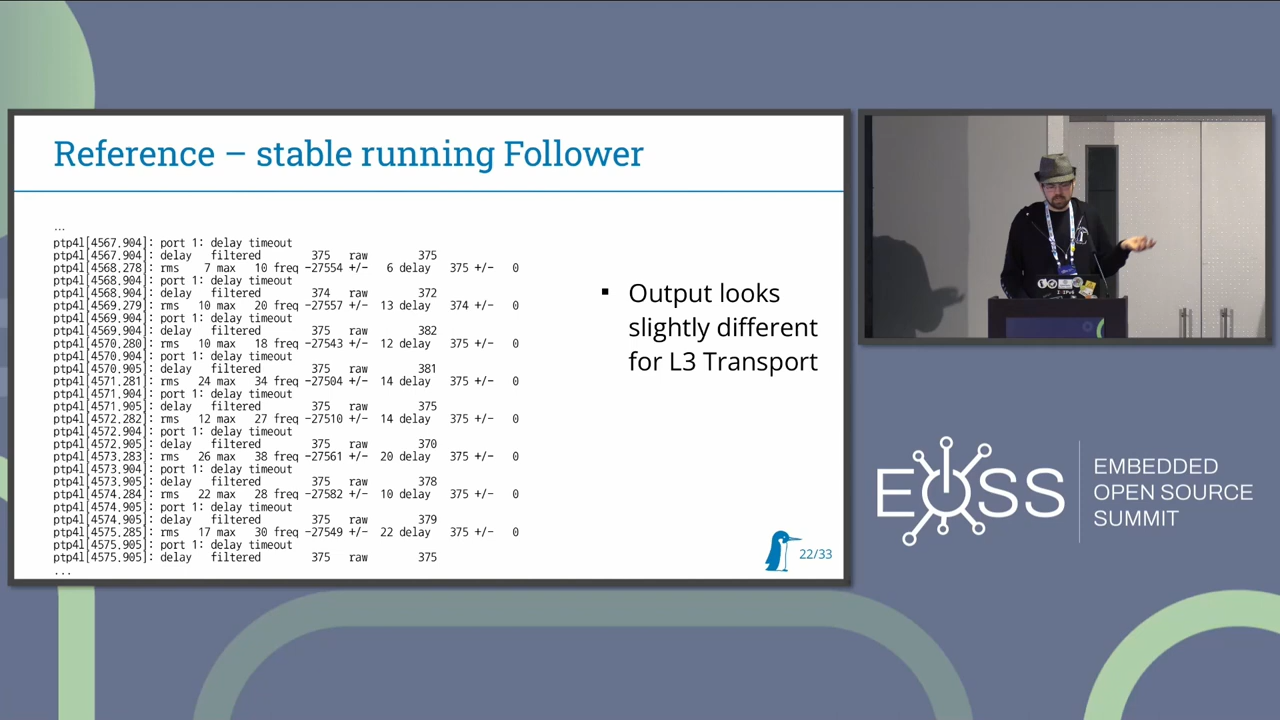 Reference – stable running Follower
...
ptp4l[4567.904]: port 1: delay timeout
ptp4l[4567.904]: delay filtered 375 raw 375
ptp4l[4568.278]: rms 7 max 10 freq -27554 +/- 6 delay 375 +/- 0
ptp4l[4568.904]: port 1: delay timeout
ptp4l[4568.904]: delay filtered 374 raw 372
ptp4l[4569.279]: rms 10 max 20 freq -27557 +/- 13 delay 374 +/- 0
ptp4l[4569.904]: port 1: delay timeout
ptp4l[4569.904]: delay filtered 375 raw 382
ptp4l[4570.280]: rms 10 max 18 freq -27543 +/- 12 delay 375 +/- 0
ptp4l[4570.904]: port 1: delay timeout
ptp4l[4570.905]: delay filtered 375 raw 381
ptp4l[4571.281]: rms 24 max 34 freq -27504 +/- 14 delay 375 +/- 0
ptp4l[4571.904]: port 1: delay timeout
ptp4l[4571.905]: delay filtered 375 raw 375
ptp4l[4572.282]: rms 12 max 27 freq -27510 +/- 14 delay 375 +/- 0
ptp4l[4572.904]: port 1: delay timeout
ptp4l[4572.905]: delay filtered 375 raw 370
ptp4l[4573.283]: rms 26 max 38 freq -27561 +/- 20 delay 375 +/- 0
ptp4l[4573.904]: port 1: delay timeout
ptp4l[4573.905]: delay filtered 375 raw 378
ptp4l[4574.284]: rms 22 max 28 freq -27582 +/- 10 delay 375 +/- 0
ptp4l[4574.905]: port 1: delay timeout
ptp4l[4574.905]: delay filtered 375 raw 379
ptp4l[4575.285]: rms 17 max 30 freq -27549 +/- 22 delay 375 +/- 0
ptp4l[4575.905]: port 1: delay timeout
ptp4l[4575.905]: delay filtered 375 raw 375
...
▪ Output looks
slightly different
for L3 Transport
22/33
EOSS
EMBEDDED
OPEN SOURCE
SUMMIT